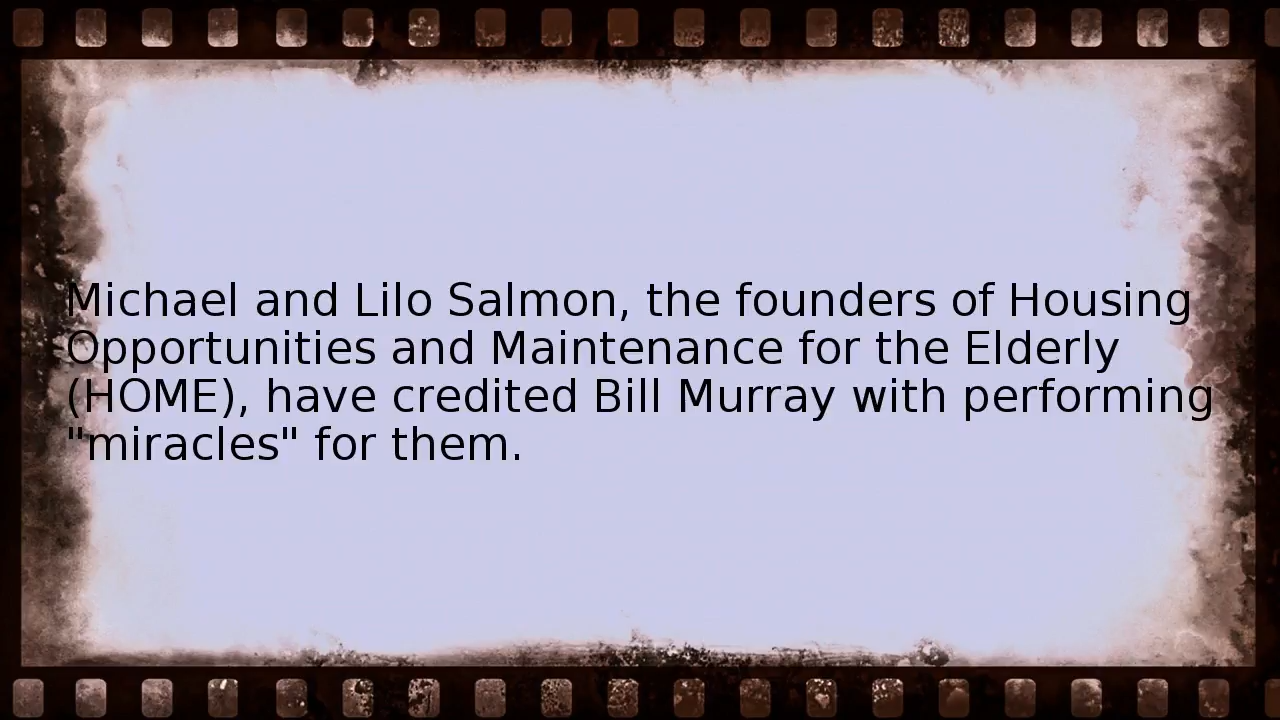 Michael and Lilo Salmon, the founders of Housing
Opportunities and Maintenance for the Elderly
(HOME), have credited Bill Murray with performing
"miracles" for them.